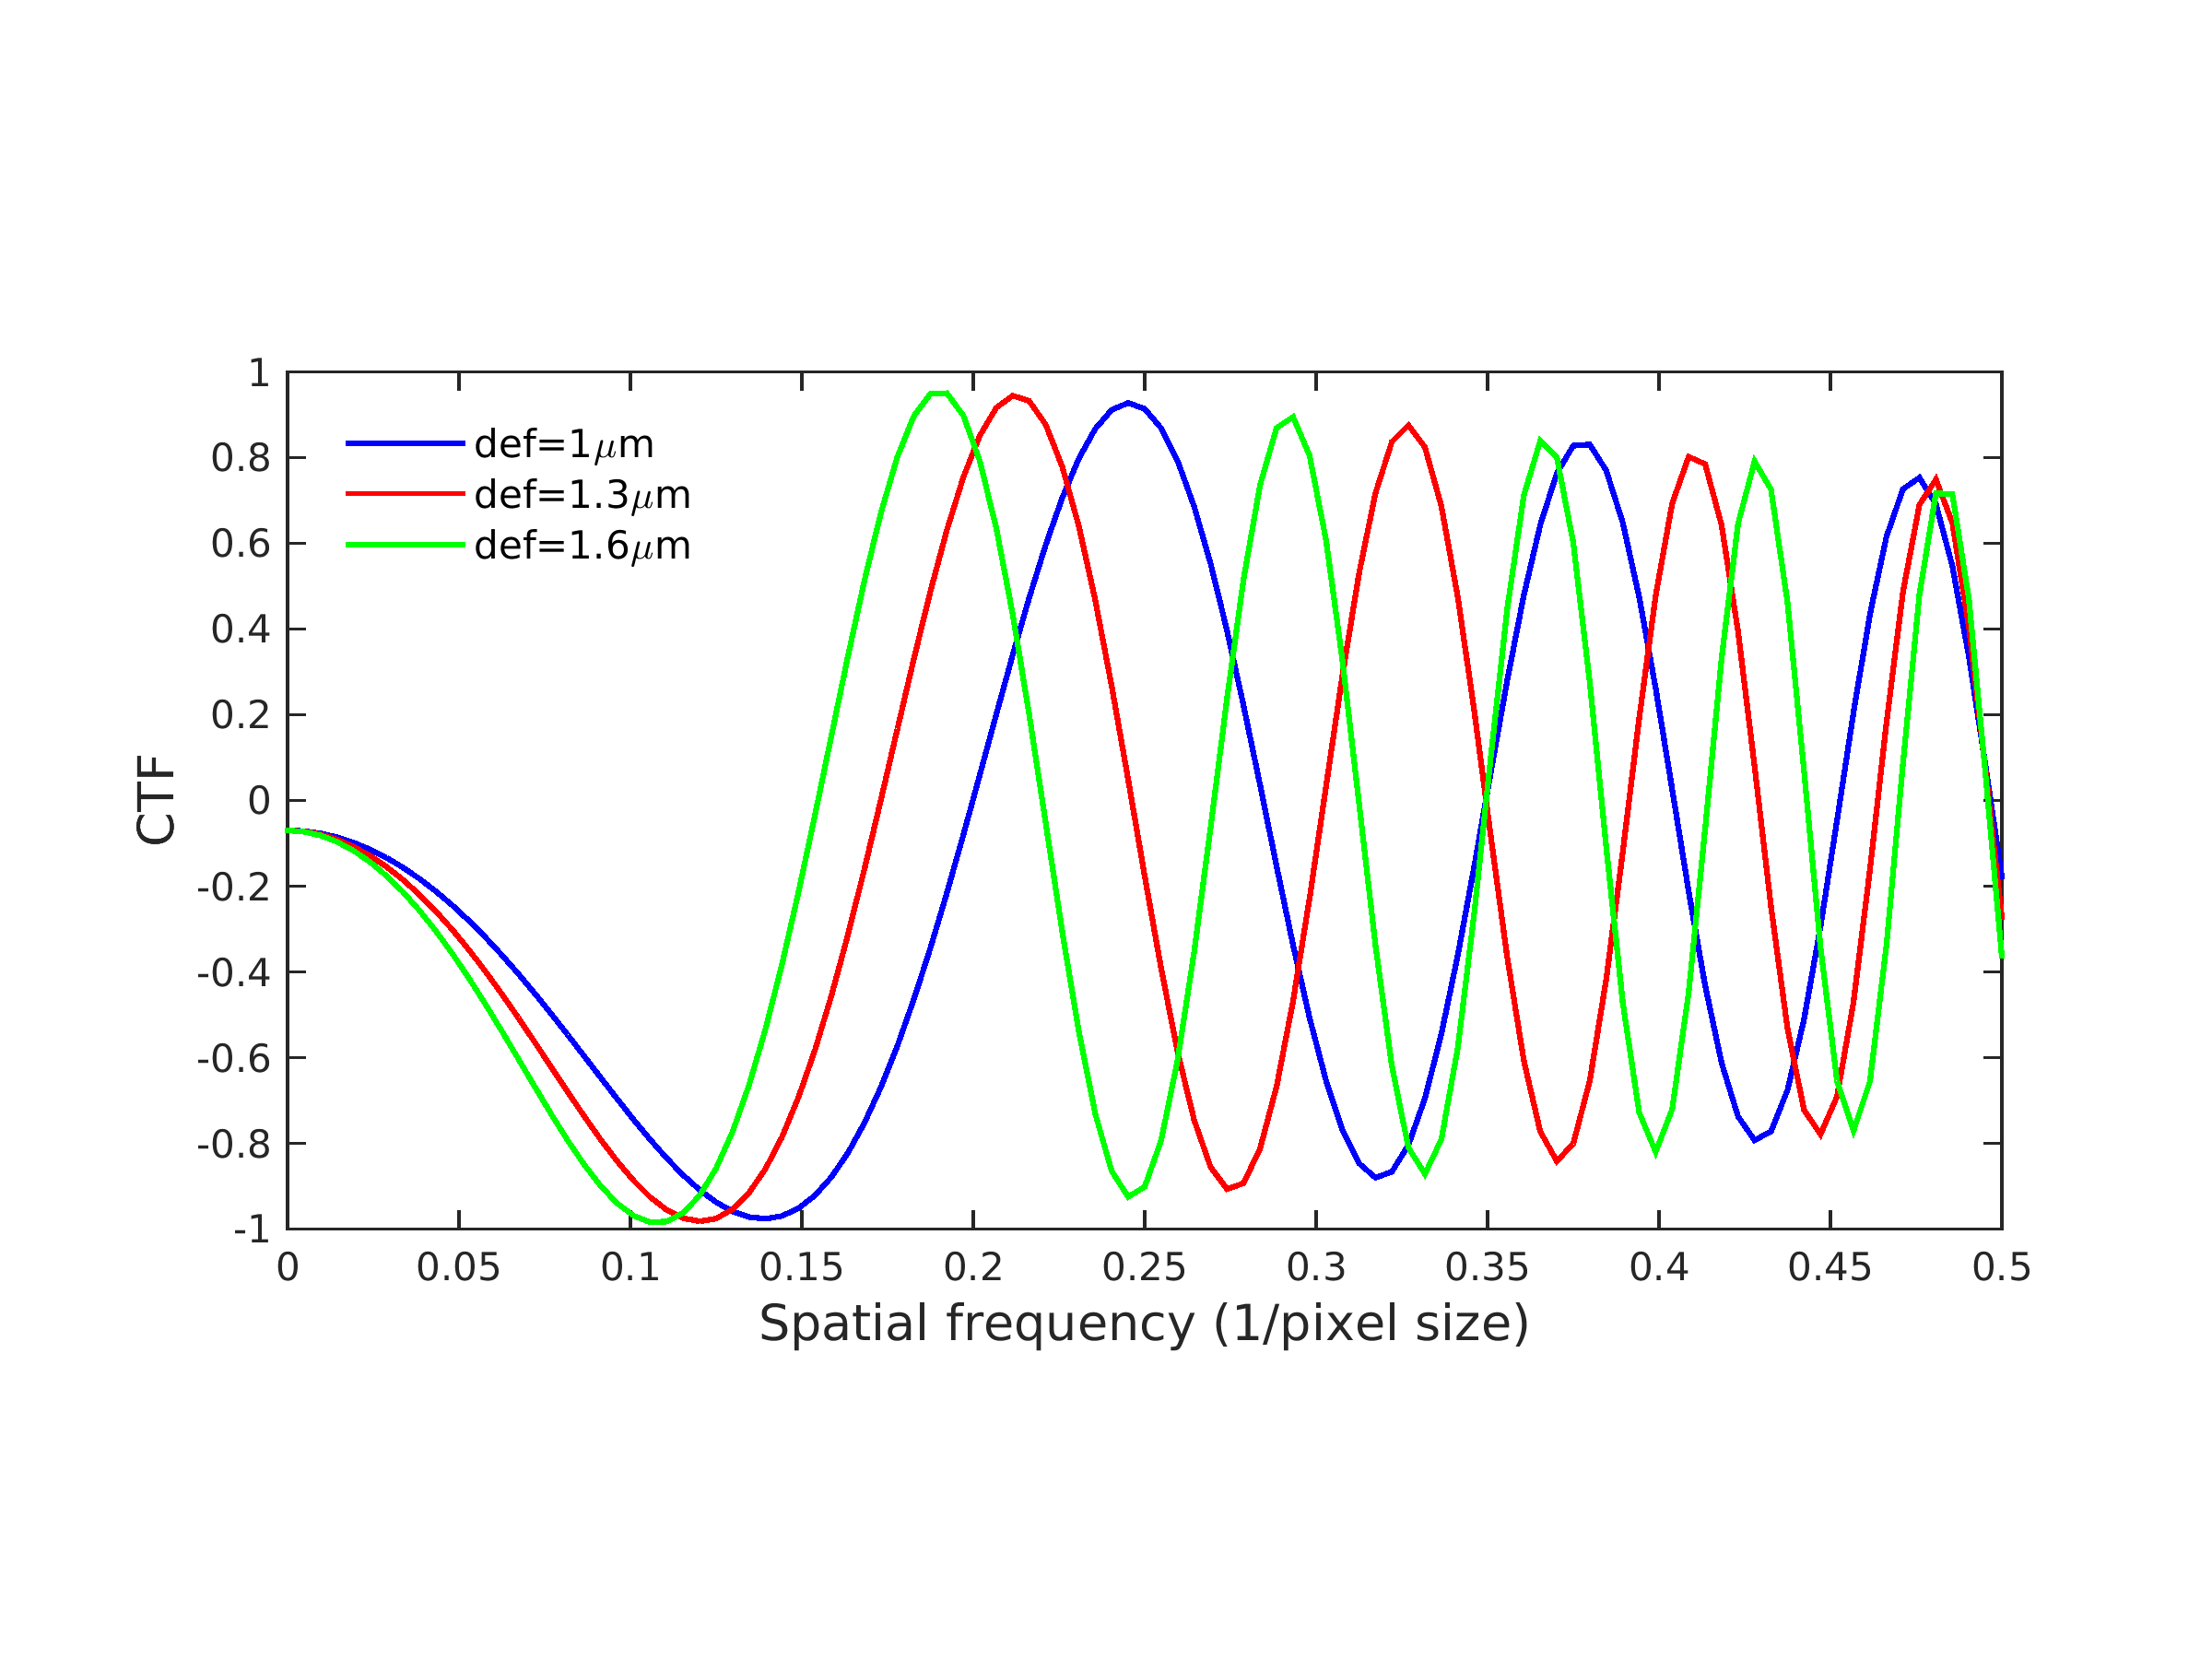 1
0.8
0.6
0.4
0.2
0
-0.2
-0.4
-0.6
-0.8
-1
CTF
def=1μm
def=1.3μm
def=1.6μm
0 0.05 0.1 0.15 0.2 0.25 0.3 0.35 0.4 0.45 0.5
Spatial frequency (1/pixel size)